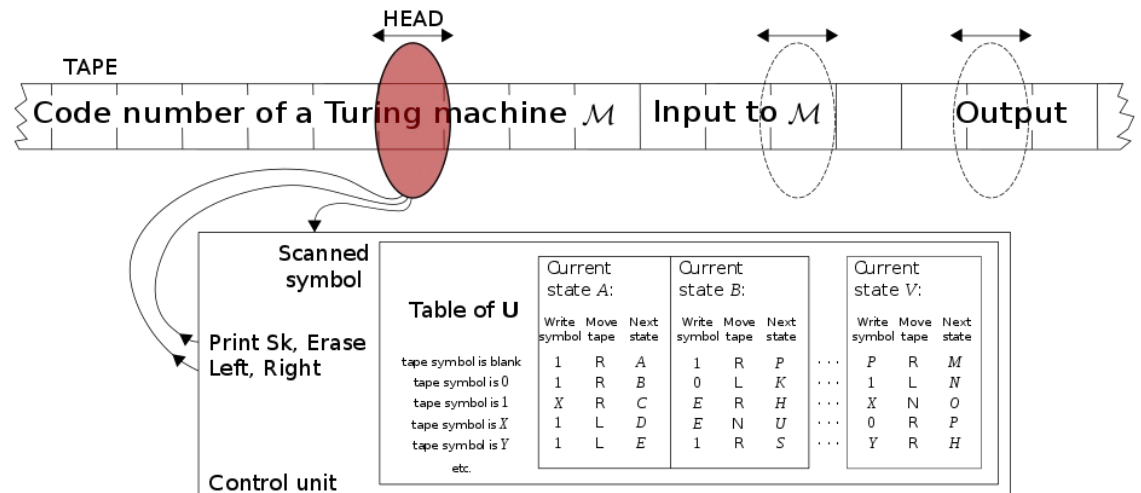 HEAD
TAPE
Code number of a Turing machine ℳ Input to ℳ Output
Scanned
symbol
Print Sk, Erase
Left, Right
Control unit
Table of U
Current
state A:
Current
state B:
Current
state V:
Write
symbol
Move
tape
Next
state
Write
symbol
Move
tape
Next
state
Write
symbol
Move
tape
Next
state
tape symbol is blank 1 R A 1 R P · · · P R M
tape symbol is 0 1 R B 0 L K · · · 1 L N
tape symbol is 1 X R C E R H · · · X N O
tape symbol is X 1 L D E N U · · · 0 R P
tape symbol is Y 1 L E 1 R S · · · Y R H
etc.